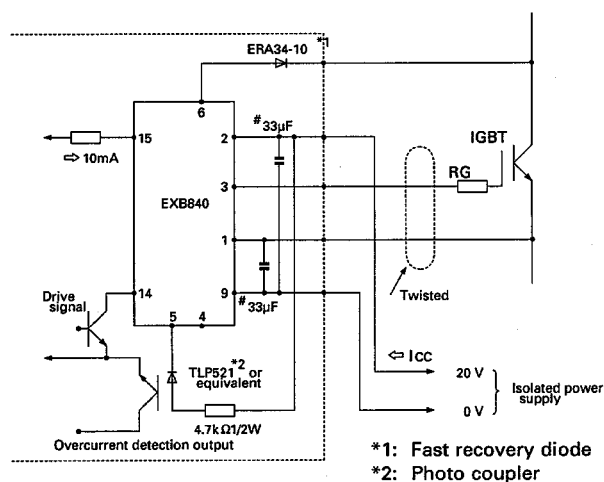 ERA34-10
*1
6
#33µF
15
2
IGBT
⇨ 10mA
3
RG
EXB840
1
Drive
signal
14
9
#33µF
Twisted
5
4
⇦ Icc
TLP521*2 or
equivalent
20 V
Isolated power
supply
0 V
4.7kΩ1/2W
Overcurrent detection output
*1: Fast recovery diode
*2: Photo coupler